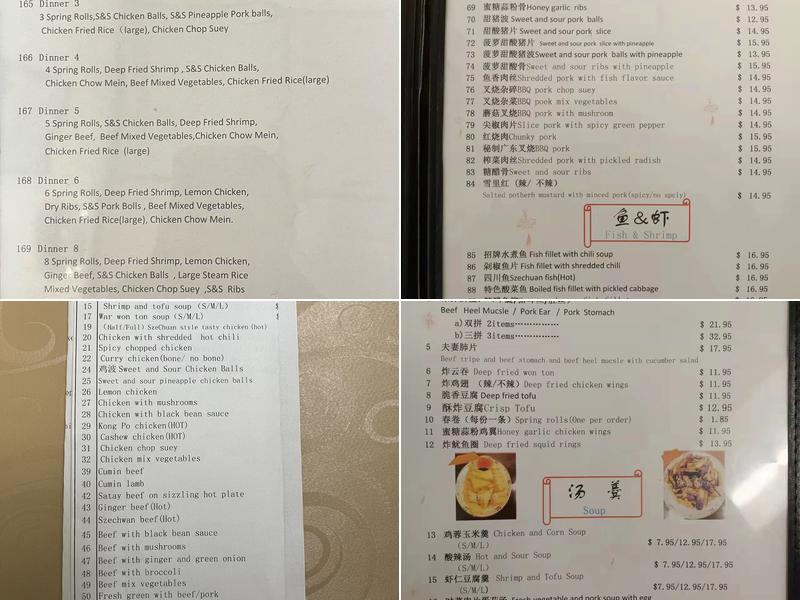 165 Dinner 3
3 Spring Rolls,S&S Chicken Balls, S&S Pineapple Pork balls,
Chicken Fried Rice (large), Chicken Chop Suey
166 Dinner 4
4 Spring Rolls, Deep Fried Shrimp , S&S Chicken Balls,
Chicken Chow Mein, Beef Mixed Vegetables, Chicken Fried Rice(large)
167 Dinner 5
5 Spring Rolls, S&S Chicken Balls, Deep Fried Shrimp,
Ginger Beef, Beef Mixed Vegetables,Chicken Chow Mein,
Chicken Fried Rice (large)
168 Dinner 6
6 Spring Rolls, Deep Fried Shrimp, Lemon Chicken,
Dry Ribs, S&S Pork Bolls , Beef Mixed Vegetables,
Chicken Fried Rice(large), Chicken Chow Mein.
169 Dinner 8
8 Spring Rolls, Deep Fried Shrimp, Lemon Chicken,
Ginger Beef, S&S Chicken Balls , Large Steam Rice
Mixed Vegetables, Chicken Chop Suey ,S&S Ribs
69 蜜糖蒜粉骨Honey garlic ribs $ 13.95
70 甜猪波 Sweet and sour pork balls $ 12.95
71 甜酸猪片 Sweet and sour pork slice $ 14.95
72 菠萝甜酸猪片 Sweet and sour pork slice with pineapple $ 15.95
73 菠萝甜酸猪波Sweet and sour pork balls with pineapple $ 13.95
74 菠萝甜酸骨Sweet and sour ribs with pineapple $ 15.95
75 鱼香肉丝Shredded pork with fish flavor sauce $ 14.95
76 叉烧杂碎BBQ pork chop suey $ 14.95
77 叉烧杂菜BBQ poek mix vegetables $ 14.95
78 蘑菇叉烧BBQ pork with mushroom $ 14.95
79 尖椒肉片Slice pork with spicy green pepper $ 14.95
80 红烧肉Chunky pork $ 15.95
81 秘制广东叉烧BBQ pork $ 15.95
82 榨菜肉丝Shredded pork with pickled radish $ 14.95
83 糖醋骨Sweet and sour ribs $ 14.95
84 雪里红（辣/ 不辣）
Salted potherb mustard with minced pork(spicy/no spciy) $ 14.95
鱼&虾
Fish & Shrimp
85 招牌水煮鱼 Fish fillet with chili soup $ 16.95
86 剁椒鱼片 Fish fillet with shredded chili $ 16.95
87 四川鱼Szechuan fish(Hot) $ 16.95
88 特色酸菜鱼 Boiled fish fillet with pickled cabbage $ 16.95
15 Shrimp and tofu soup (S/M/L) $
17 War won ton soup (S/M/L) $
19 (Half/Full) SzeChuan style tasty chicken (hot)
20 Chicken with shredded hot chili
21 Spicy chopped chicken
22 Curry chicken(bone/ no bone)
24 鸡波 Sweet and Sour Chicken Balls
25 Sweet and sour pineapple chicken balls
26 Lemon chicken
27 Chicken with mushrooms
28 Chicken with black bean sauce
29 Kong Po chicken(HOT)
30 Cashew chicken(HOT)
31 Chicken chop suey
32 Chicken mix vegetables
39 Cumin beef
40 Cumin lamb
42 Satay beef on sizzling hot plate
43 Ginger beef(Hot)
44 Szechwan beef(Hot)
45 Beef with black bean sauce
46 Beef with mushrooms
47 Beef with ginger and green onion
48 Beef with broccoli
49 Beef mix vegetables
50 Fresh green with beef/pork
Beef Heel Mucsle / Pork Ear / Pork Stomach
a)双拼 2items·············· $ 21.95
b)三拼 3items·············· $ 32.95
5 夫妻肺片 $ 17.95
Beef tripe and beef stomach and beef heel mucsle with cucumber salad
6 炸云吞 Deep fried won ton $ 11.95
7 炸鸡翅（辣/不辣）Deep fried chicken wings $ 11.95
8 脆香豆腐 Deep fried tofu $ 11.95
9 酥炸豆腐Crisp Tofu $ 12.95
10 春卷（每份一条）Spring rolls(One per order) $ 1.85
11 蜜糖蒜粉鸡翼Honey garlic chicken wings $ 11.95
12 炸鱿鱼圈 Deep fried squid rings $ 13.95
汤 羹
Soup
13 鸡蓉玉米羹 Chicken and Corn Soup
(S/M/L) $ 7.95/12.95/17.95
14 酸辣汤 Hot and Sour Soup
(S/M/L) $ 7.95/12.95/17.95
15 虾仁豆腐羹 Shrimp and Tofu Soup
(S/M/L) $7.95/12.95/17.95
Fresh vegetable and pork soup with egg